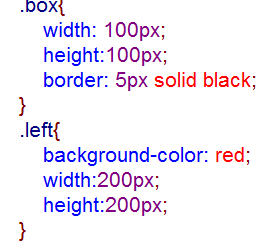 .box{
width: 100px;
height:100px;
border: 5px solid black;
}
.left{
background-color: red;
width:200px;
height:200px;
}